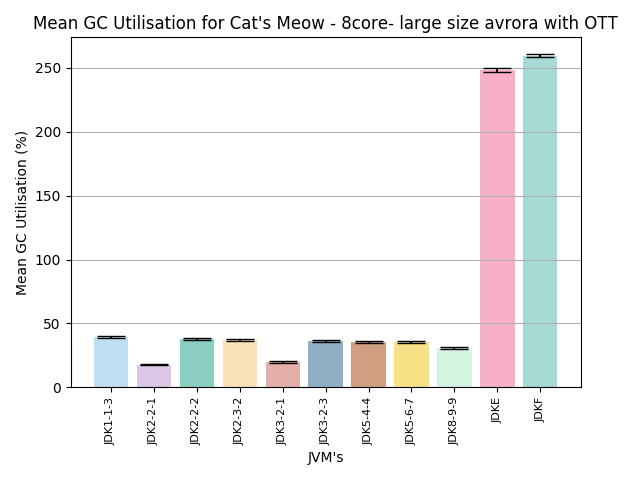 Mean GC Utilisation for Cat's Meow - 8core- large size avrora with OTT
Mean GC Utilisation (%)
250
200
150
100
50
0
JDK1-1-3
JDK2-2-1
JDK2-2-2
JDK2-3-2
JDK3-2-1
JDK3-2-3
JDK5-4-4
JDK5-6-7
JDK8-9-9
JDKE
JDKF
JVM's